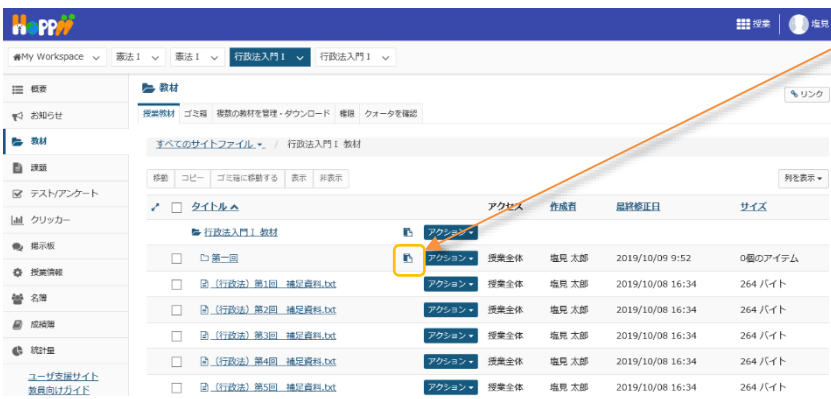 HoPPii
授業
塩見
My Workspace
憲法Ⅰ
憲法Ⅰ
行政法入門Ⅰ
行政法入門Ⅰ
概要
お知らせ
教材
課題
テスト/アンケート
クリッカー
掲示板
授業情報
名簿
成績簿
統計量
ユーザ支援サイト
教員向けガイド
教材
リンク
授業教材 ゴミ箱 複数の教材を管理・ダウンロード 権限 クォータを確認
すべてのサイトファイル / 行政法入門Ⅰ 教材
移動 コピー ゴミ箱に移動する 表示 非表示
列を表示
タイトル アクセス 作成者 最終修正日 サイズ
行政法入門Ⅰ 教材 アクション
第一回 アクション 授業全体 塩見 太郎 2019/10/09 9:52 0個のアイテム
(行政法)第1回 補足資料.txt アクション 授業全体 塩見 太郎 2019/10/08 16:34 264 バイト
(行政法)第2回 補足資料.txt アクション 授業全体 塩見 太郎 2019/10/08 16:34 264 バイト
(行政法)第3回 補足資料.txt アクション 授業全体 塩見 太郎 2019/10/08 16:34 264 バイト
(行政法)第4回 補足資料.txt アクション 授業全体 塩見 太郎 2019/10/08 16:34 264 バイト
(行政法)第5回 補足資料.txt アクション 授業全体 塩見 太郎 2019/10/08 16:34 264 バイト